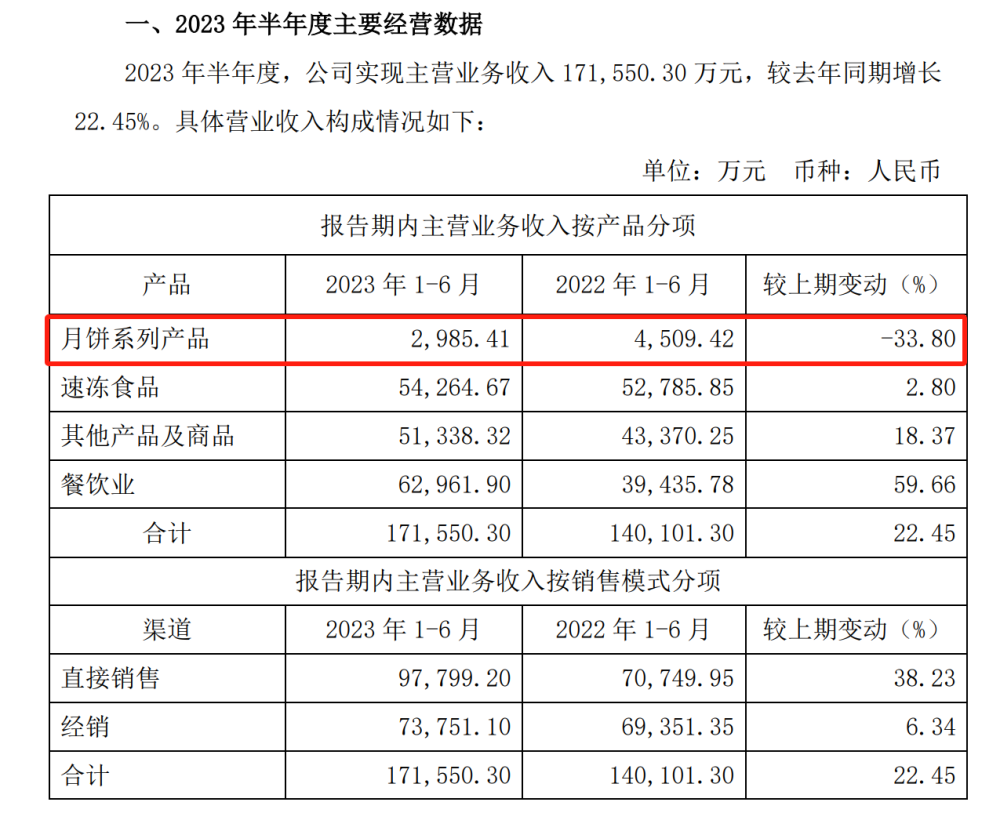 一、2023 年半年度主要经营数据
2023 年半年度，公司实现主营业务收入 171,550.30 万元，较去年同期增长
22.45%。具体营业收入构成情况如下：
单位：万元 币种：人民币
报告期内主营业务收入按产品分项
产品 2023 年 1-6 月 2022 年 1-6 月 较上期变动（%）
月饼系列产品 2,985.41 4,509.42 -33.80
速冻食品 54,264.67 52,785.85 2.80
其他产品及商品 51,338.32 43,370.25 18.37
餐饮业 62,961.90 39,435.78 59.66
合计 171,550.30 140,101.30 22.45
报告期内主营业务收入按销售模式分项
渠道 2023 年 1-6 月 2022 年 1-6 月 较上期变动（%）
直接销售 97,799.20 70,749.95 38.23
经销 73,751.10 69,351.35 6.34
合计 171,550.30 140,101.30 22.45